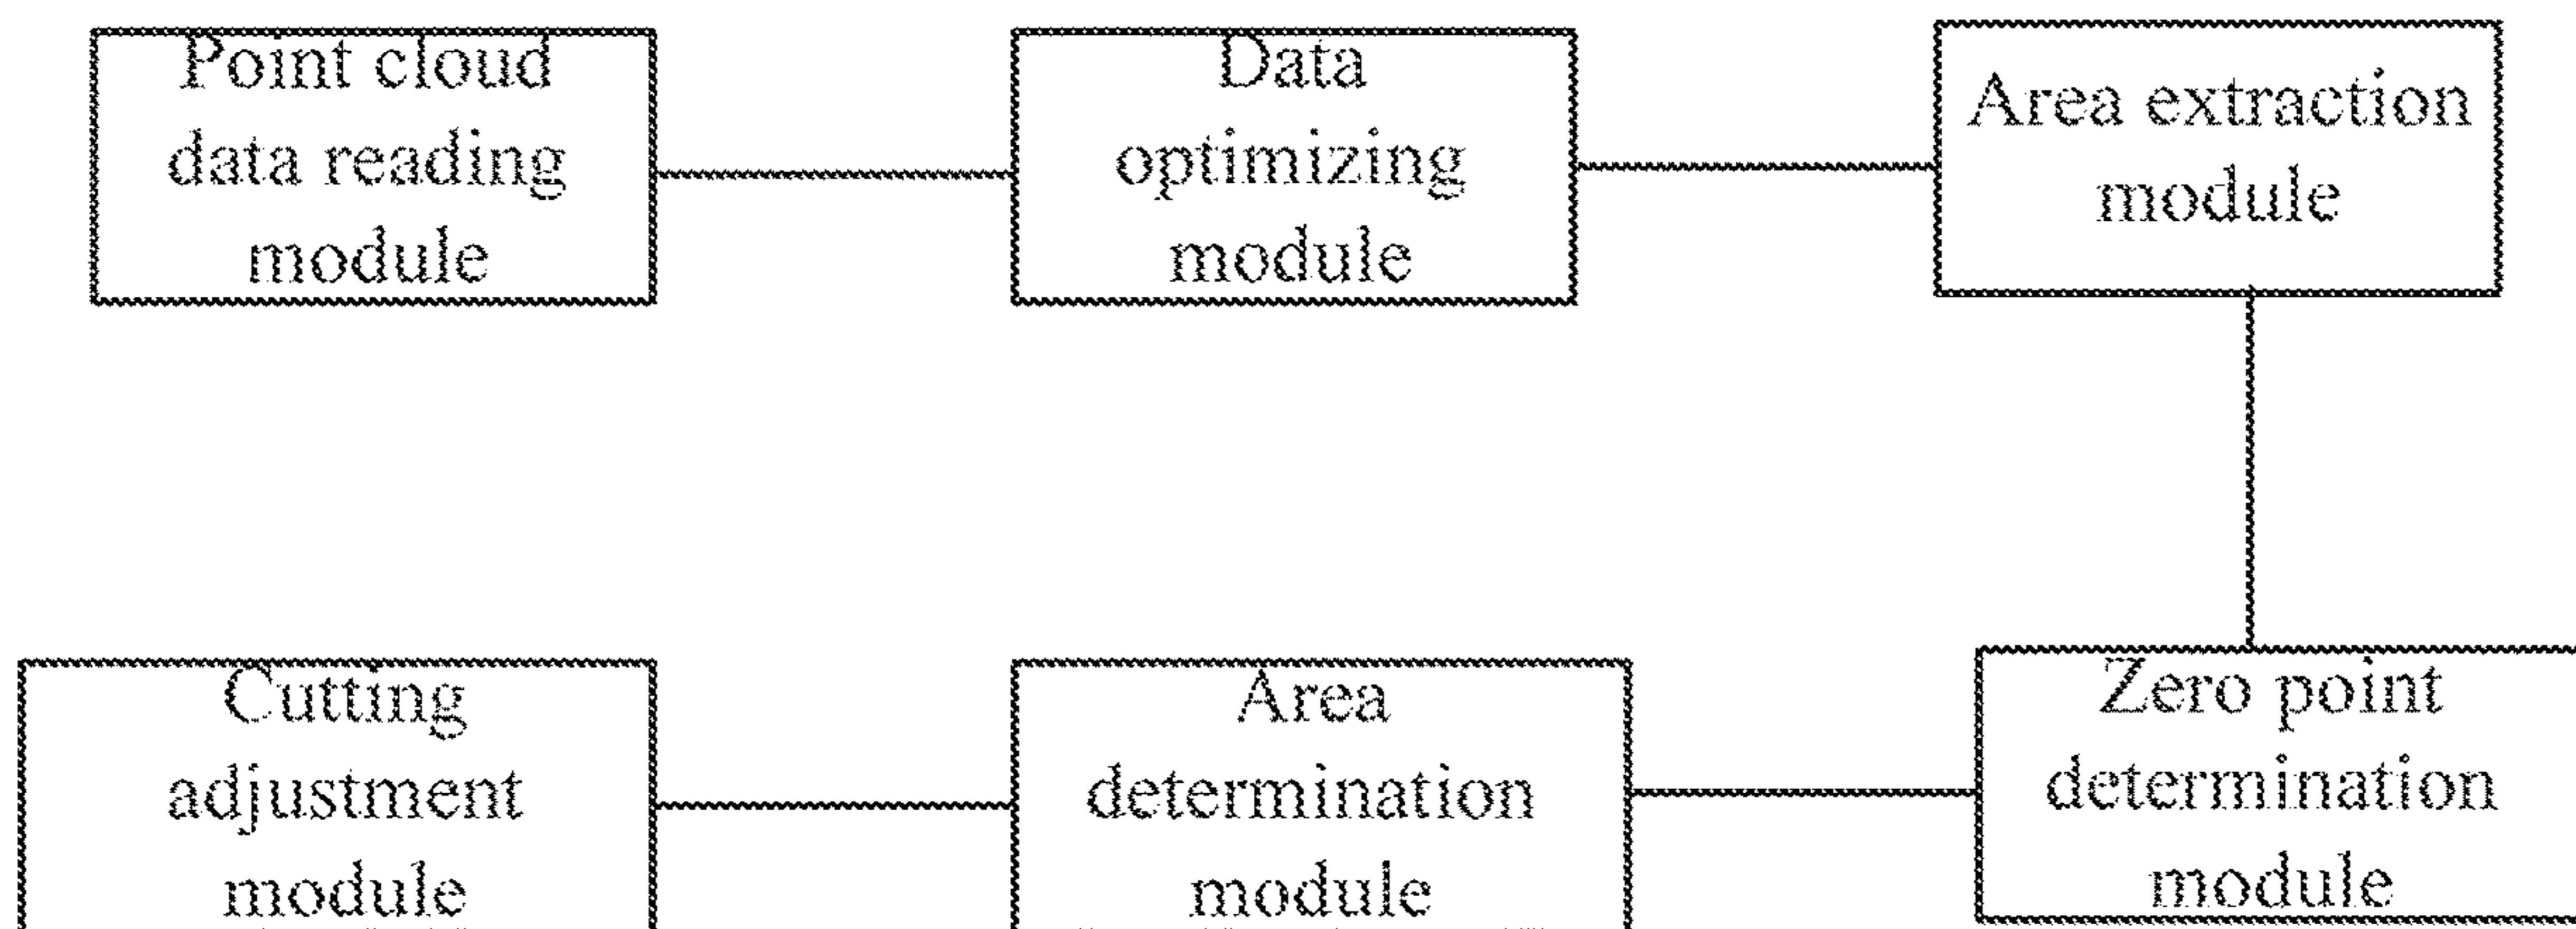 Point cloud
data reading
module
Data
optimizing
module
Area extraction
module
Cutting
adjustment
module
Area
determination
module
Zero point
determination
module